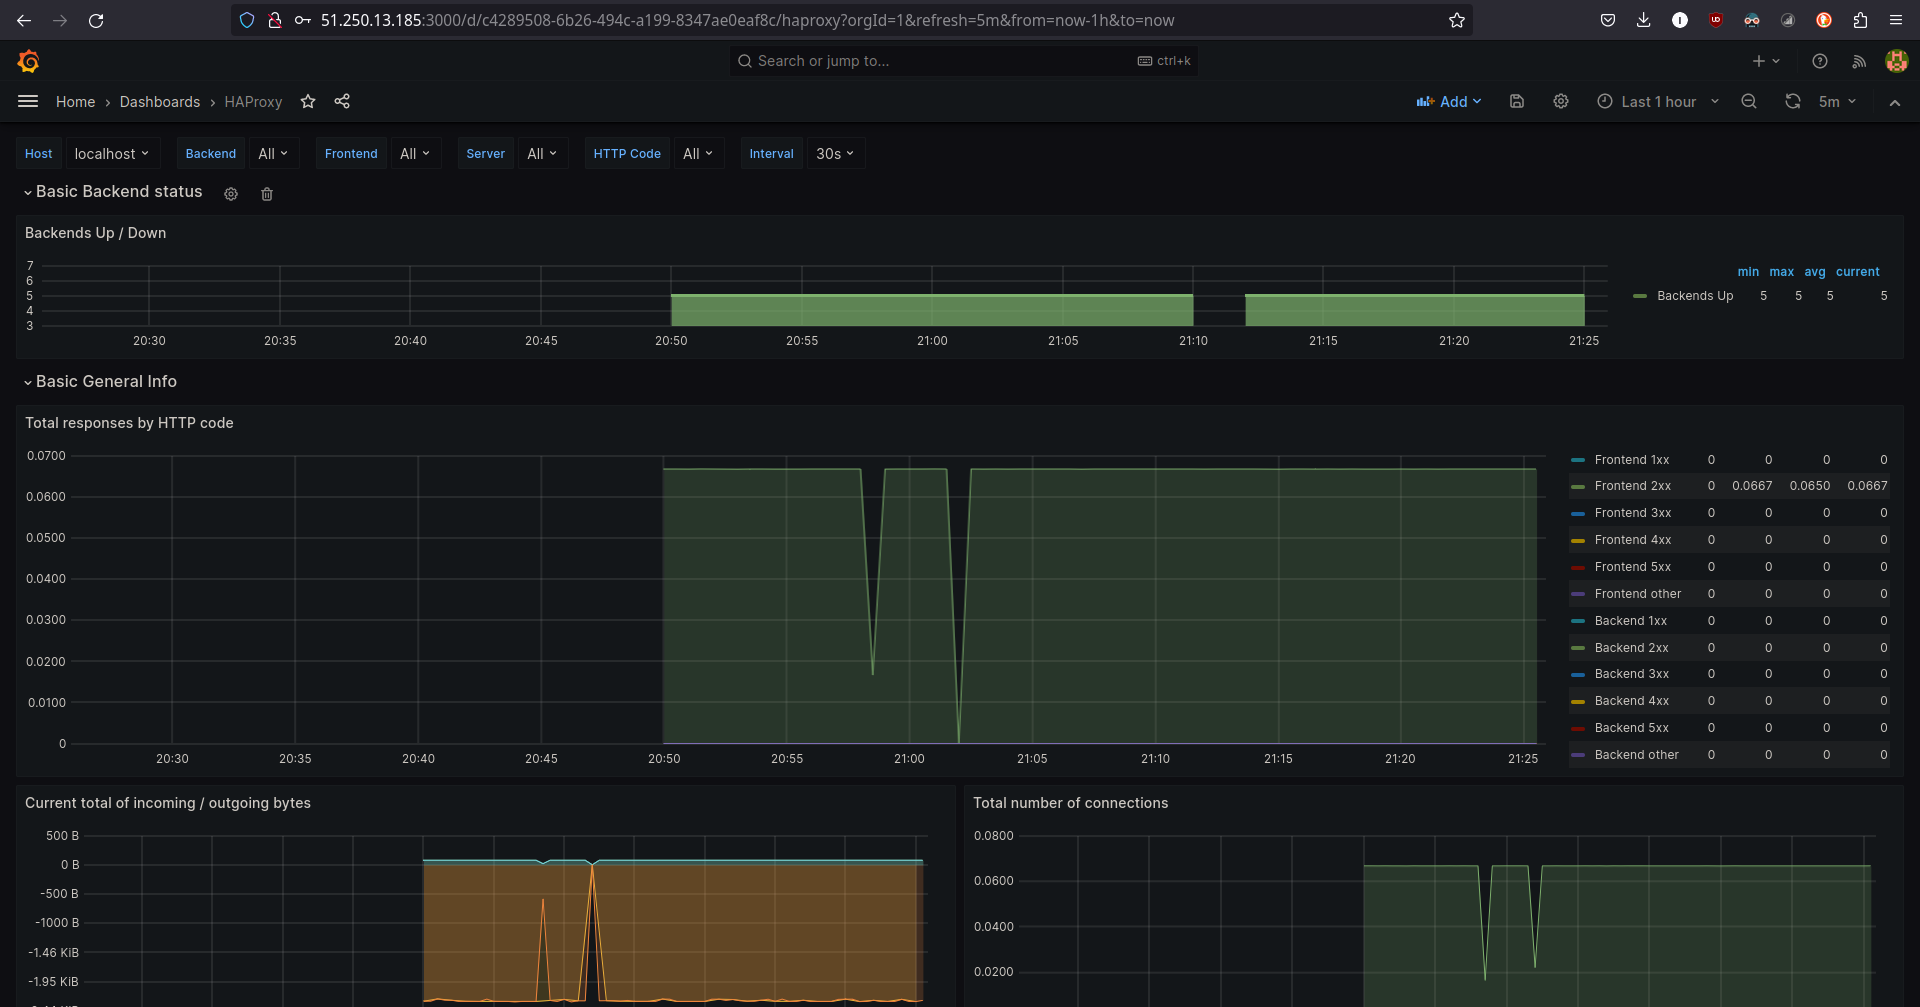 51.250.13.185:3000/d/c4289508-6b26-494c-a199-8347ae0eaf8c/haproxy?orgId=1&refresh=5m&from=now-1h&to=now
Search or jump to... ctrl+k
Home › Dashboards › HAProxy Add Last 1 hour 5m
Host localhost Backend All Frontend All Server All HTTP Code All Interval 30s
Basic Backend status
Backends Up / Down
7
6
5
4
3
20:30 20:35 20:40 20:45 20:50 20:55 21:00 21:05 21:10 21:15 21:20 21:25
min max avg current
Backends Up 5 5 5 5
Basic General Info
Total responses by HTTP code
0.0700
0.0600
0.0500
0.0400
0.0300
0.0200
0.0100
0
20:30 20:35 20:40 20:45 20:50 20:55 21:00 21:05 21:10 21:15 21:20 21:25
Frontend 1xx 0 0 0 0
Frontend 2xx 0 0.0667 0.0650 0.0667
Frontend 3xx 0 0 0 0
Frontend 4xx 0 0 0 0
Frontend 5xx 0 0 0 0
Frontend other 0 0 0 0
Backend 1xx 0 0 0 0
Backend 2xx 0 0 0 0
Backend 3xx 0 0 0 0
Backend 4xx 0 0 0 0
Backend 5xx 0 0 0 0
Backend other 0 0 0 0
Current total of incoming / outgoing bytes
500 B
0 B
-500 B
-1000 B
-1.46 KiB
-1.95 KiB
Total number of connections
0.0800
0.0600
0.0400
0.0200